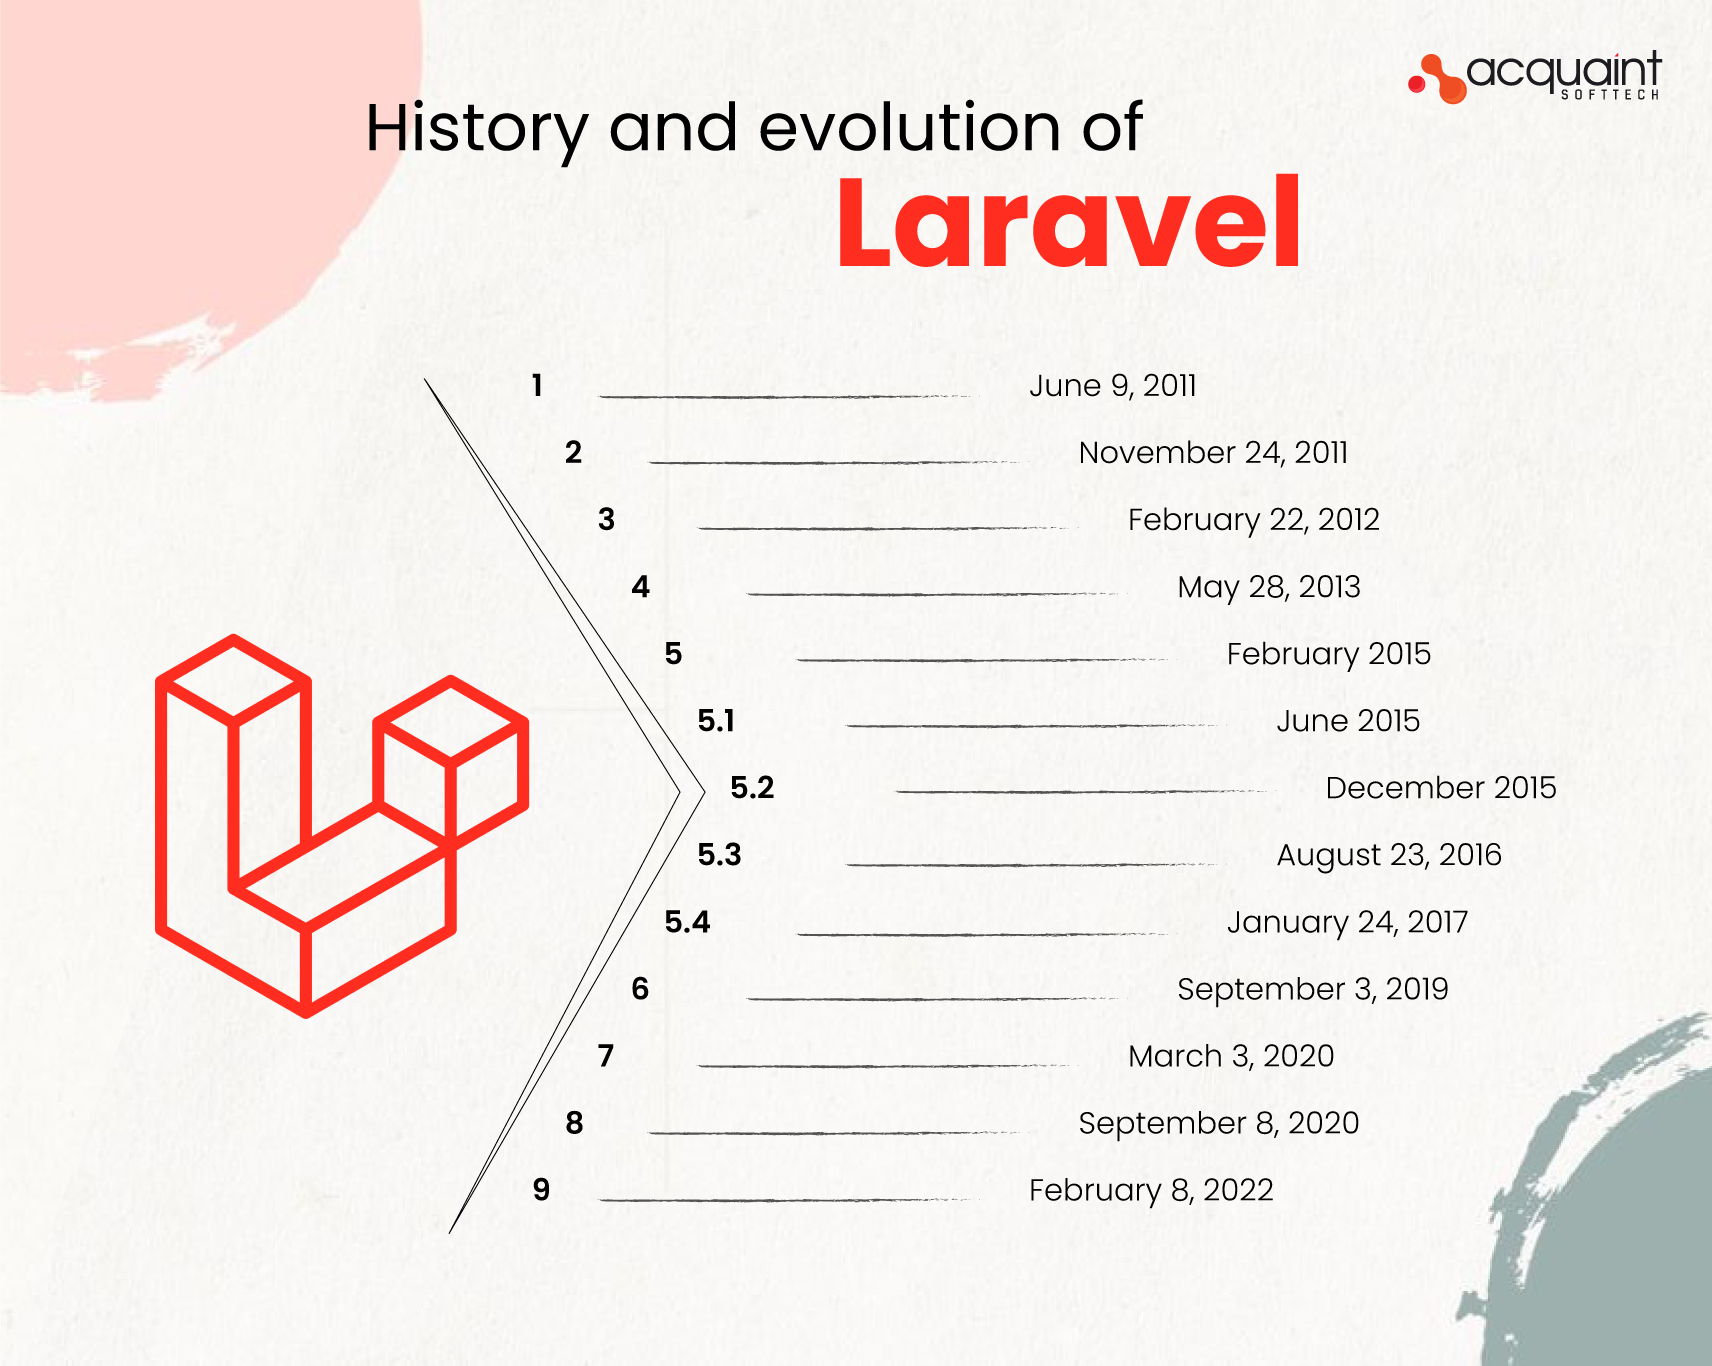 acquaint
SOFTTECH
History and evolution of
Laravel
1 June 9, 2011
2 November 24, 2011
3 February 22, 2012
4 May 28, 2013
5 February 2015
5.1 June 2015
5.2 December 2015
5.3 August 23, 2016
5.4 January 24, 2017
6 September 3, 2019
7 March 3, 2020
8 September 8, 2020
9 February 8, 2022